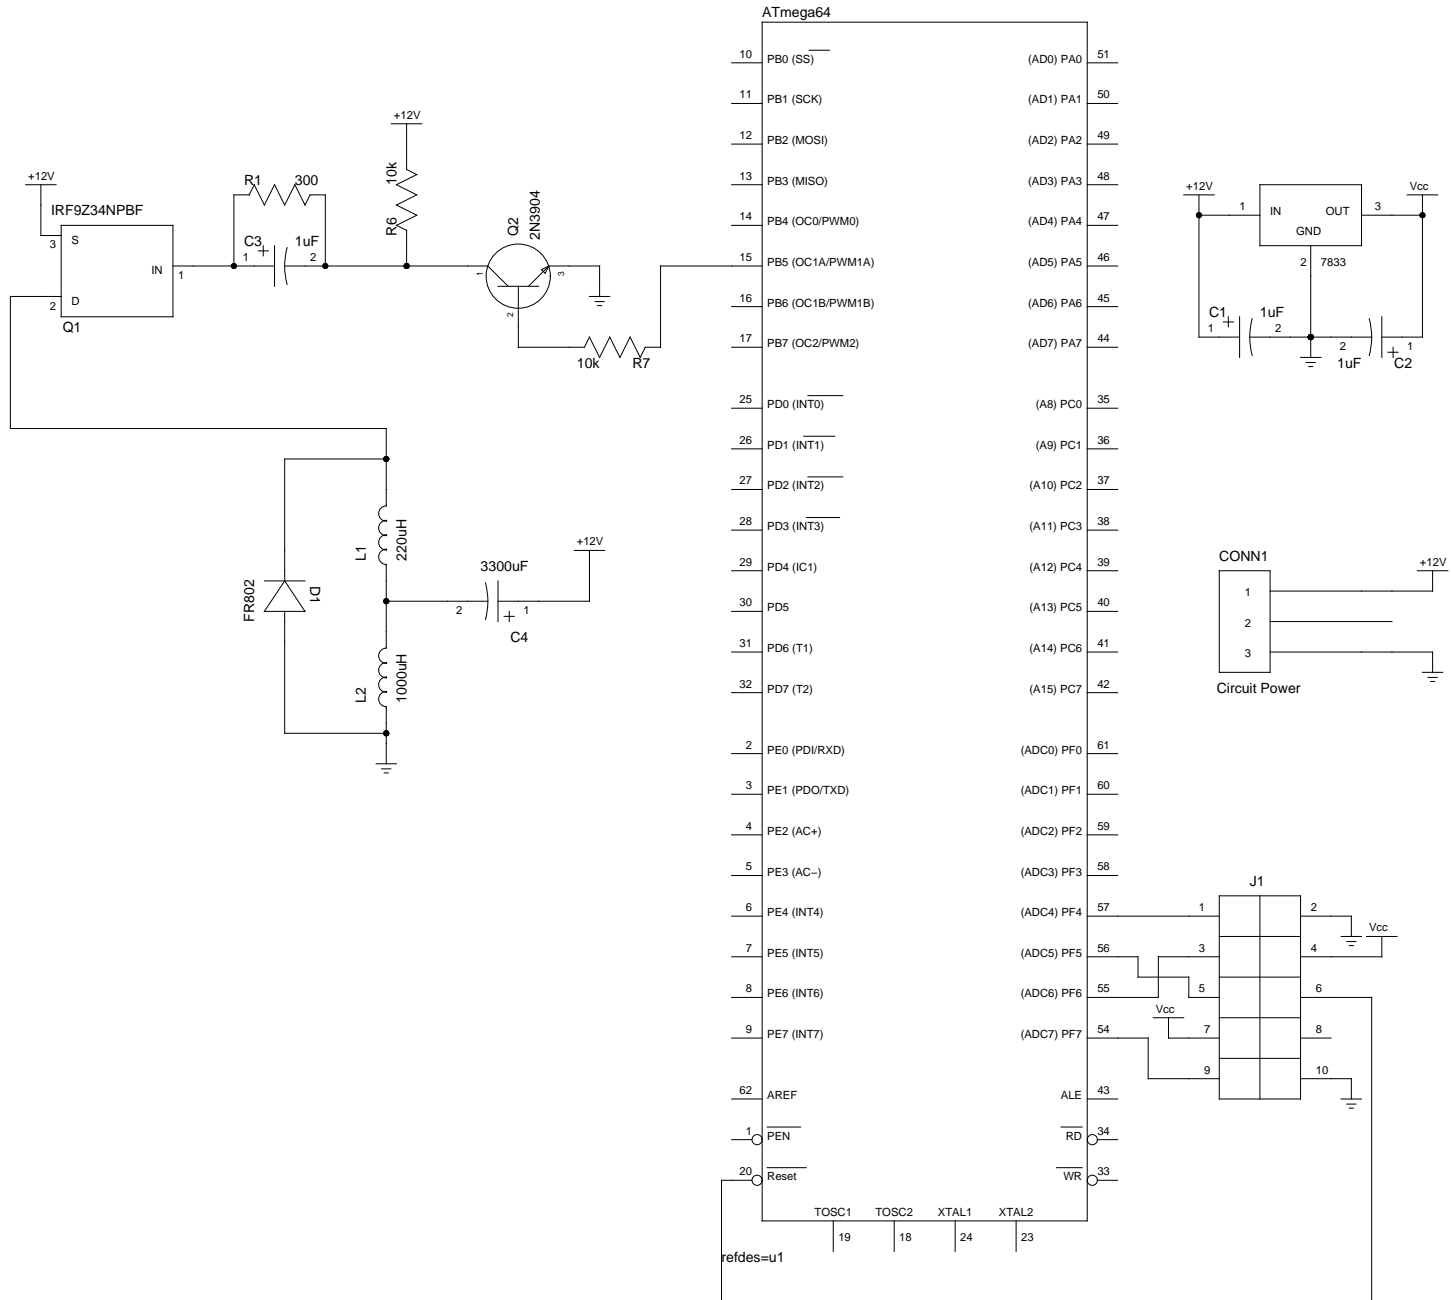 ATmega64
10 PB0 (SS)
11 PB1 (SCK)
12 PB2 (MOSI)
13 PB3 (MISO)
14 PB4 (OC0/PWM0)
15 PB5 (OC1A/PWM1A)
16 PB6 (OC1B/PWM1B)
17 PB7 (OC2/PWM2)
25 PD0 (INT0)
26 PD1 (INT1)
27 PD2 (INT2)
28 PD3 (INT3)
29 PD4 (IC1)
30 PD5
31 PD6 (T1)
32 PD7 (T2)
2 PE0 (PDI/RXD)
3 PE1 (PDO/TXD)
4 PE2 (AC+)
5 PE3 (AC−)
6 PE4 (INT4)
7 PE5 (INT5)
8 PE6 (INT6)
9 PE7 (INT7)
62 AREF
1 PEN
20 Reset
(AD0) PA0 51
(AD1) PA1 50
(AD2) PA2 49
(AD3) PA3 48
(AD4) PA4 47
(AD5) PA5 46
(AD6) PA6 45
(AD7) PA7 44
(A8) PC0 35
(A9) PC1 36
(A10) PC2 37
(A11) PC3 38
(A12) PC4 39
(A13) PC5 40
(A14) PC6 41
(A15) PC7 42
(ADC0) PF0 61
(ADC1) PF1 60
(ADC2) PF2 59
(ADC3) PF3 58
(ADC4) PF4 57
(ADC5) PF5 56
(ADC6) PF6 55
(ADC7) PF7 54
ALE 43
RD 34
WR 33
TOSC1 TOSC2 XTAL1 XTAL2
19 18 24 23
refdes=u1
+12V
IRF9Z34NPBF
3 S
IN 1
2 D
Q1
R1 300
C3 + 1uF
1 2
+12V
10k
R6
Q2
2N3904
1
2
3
10k R7
L1
220uH
L2
1000uH
FR802
D1
3300uF
2 1
+
C4
+12V
+12V
Vcc
1 IN OUT 3
GND
2 7833
C1 + 1uF
1 2
2 1
1uF + C2
CONN1
1
2
3
Circuit Power
+12V
J1
1 2
3 4
5 6
7 8
9 10
Vcc
Vcc